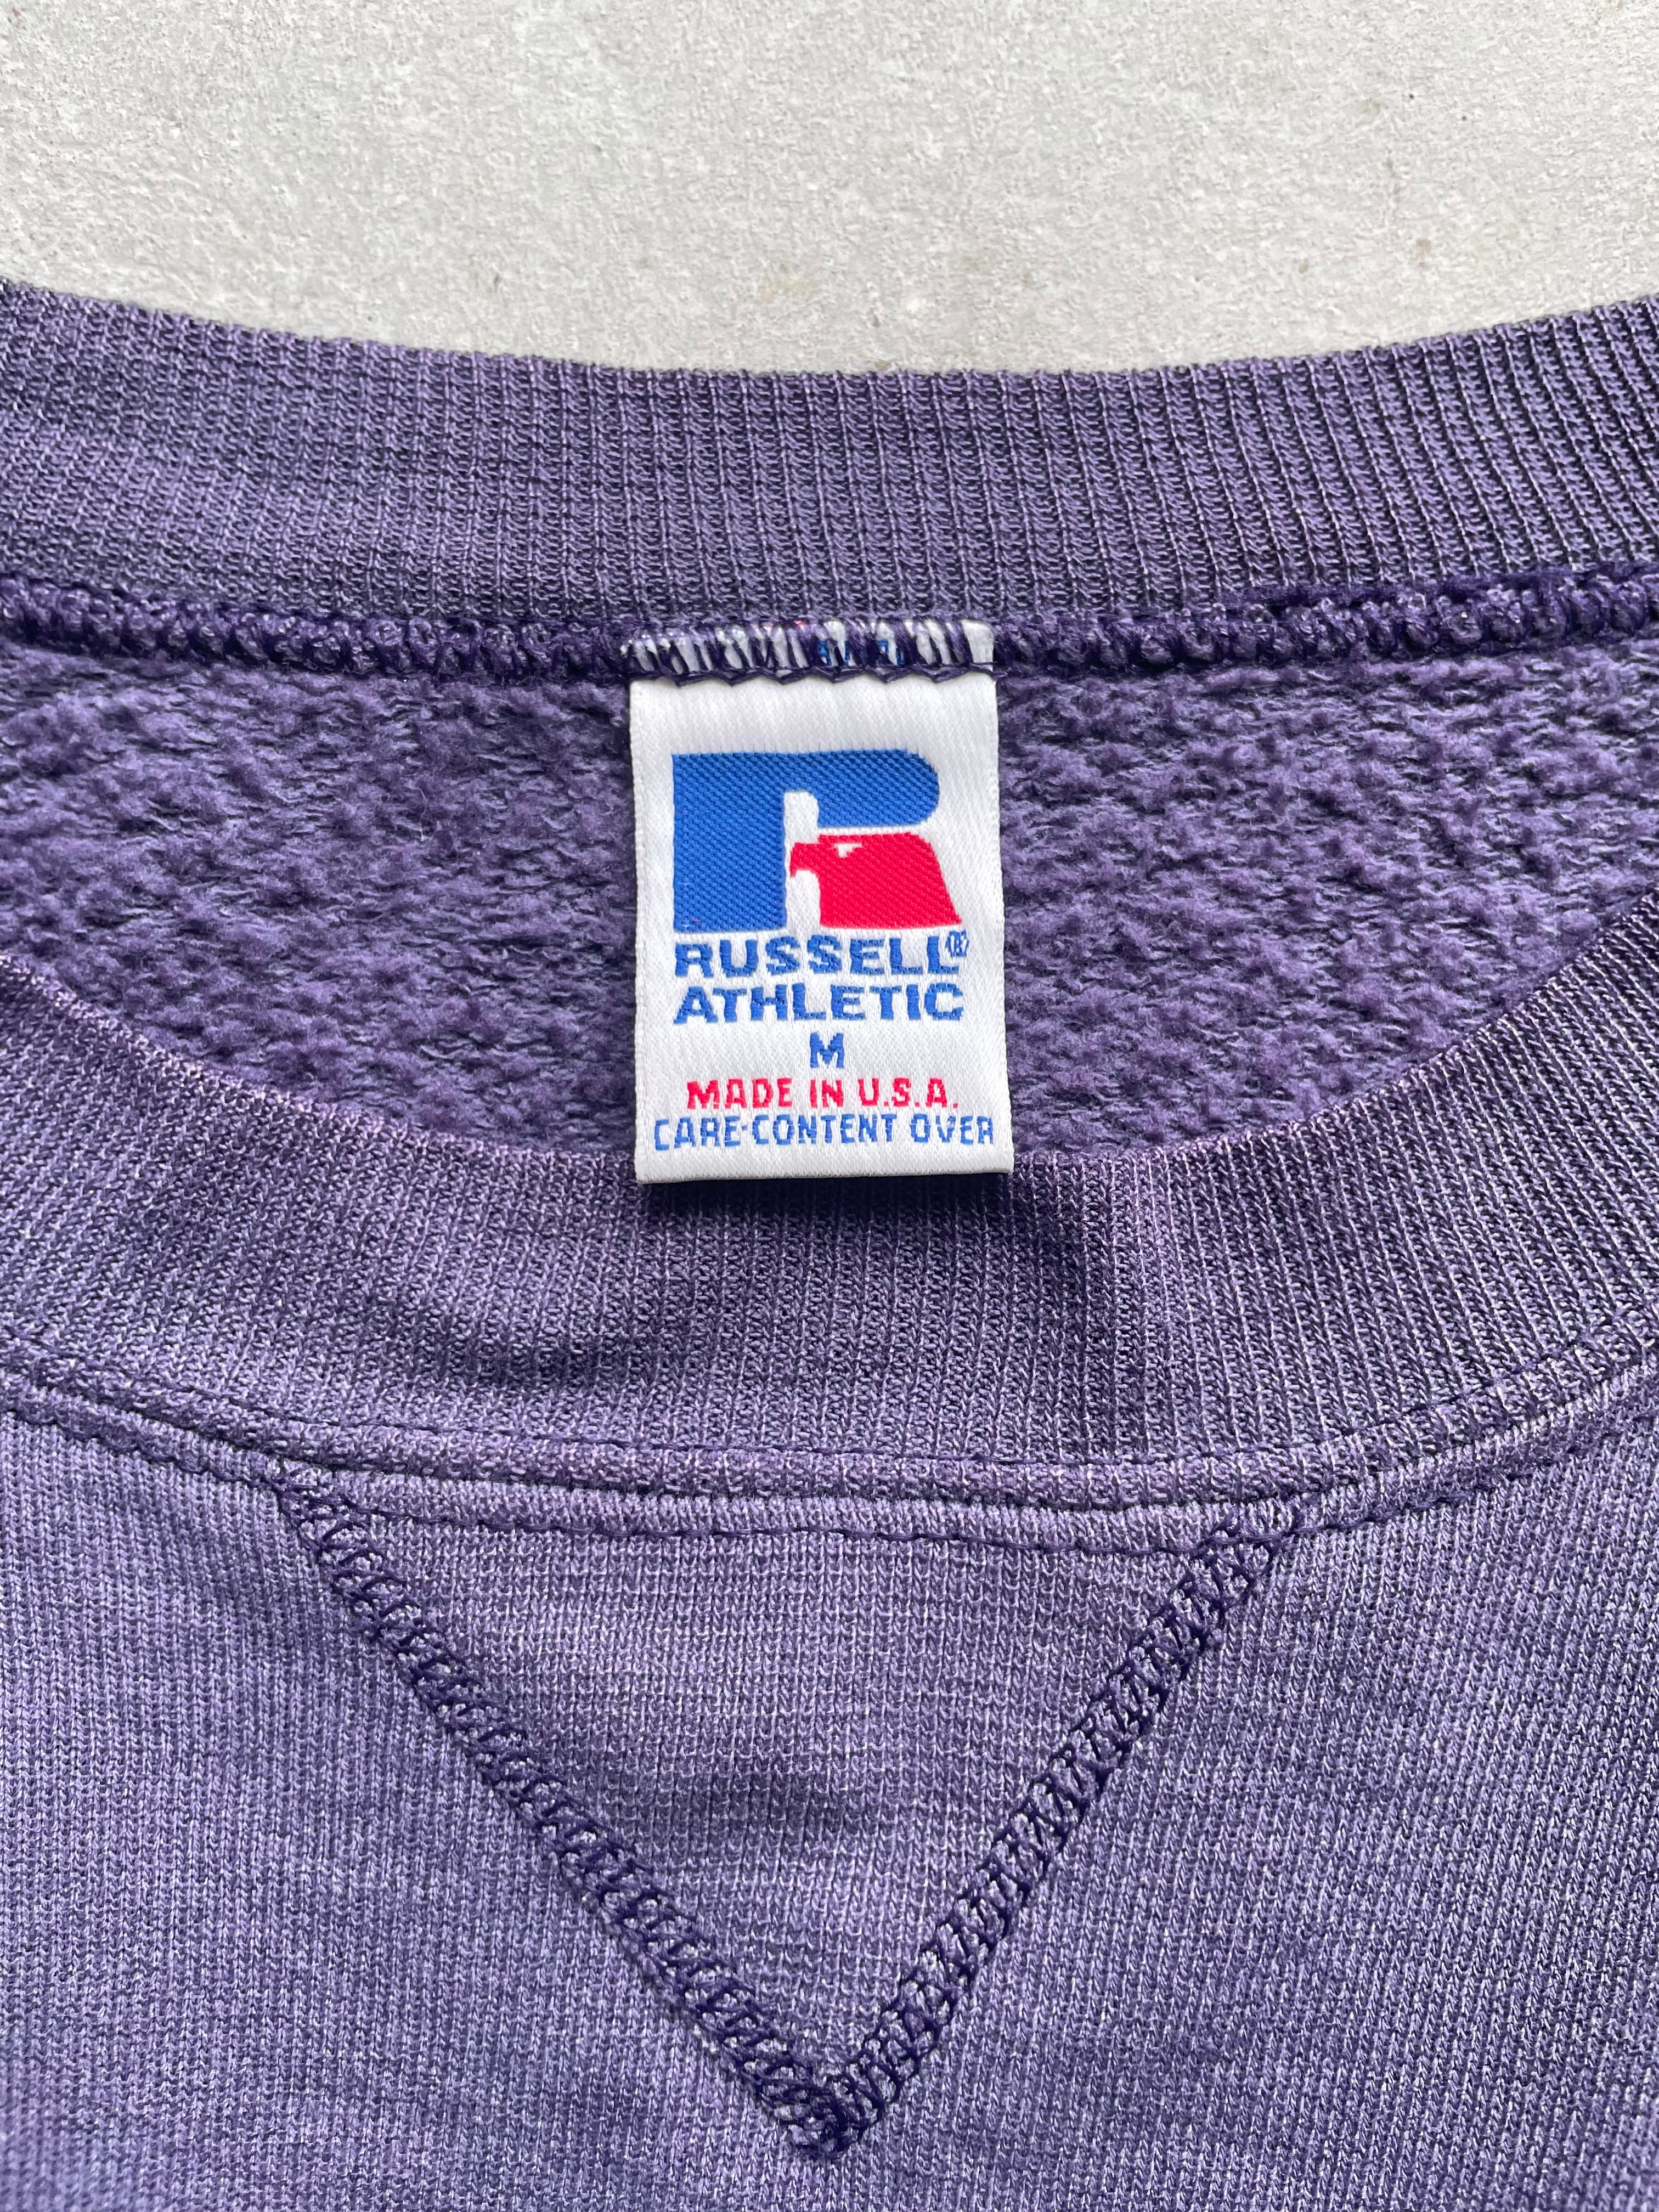 RUSSELL®
ATHLETIC
M
MADE IN U.S.A.
CARE-CONTENT OVER